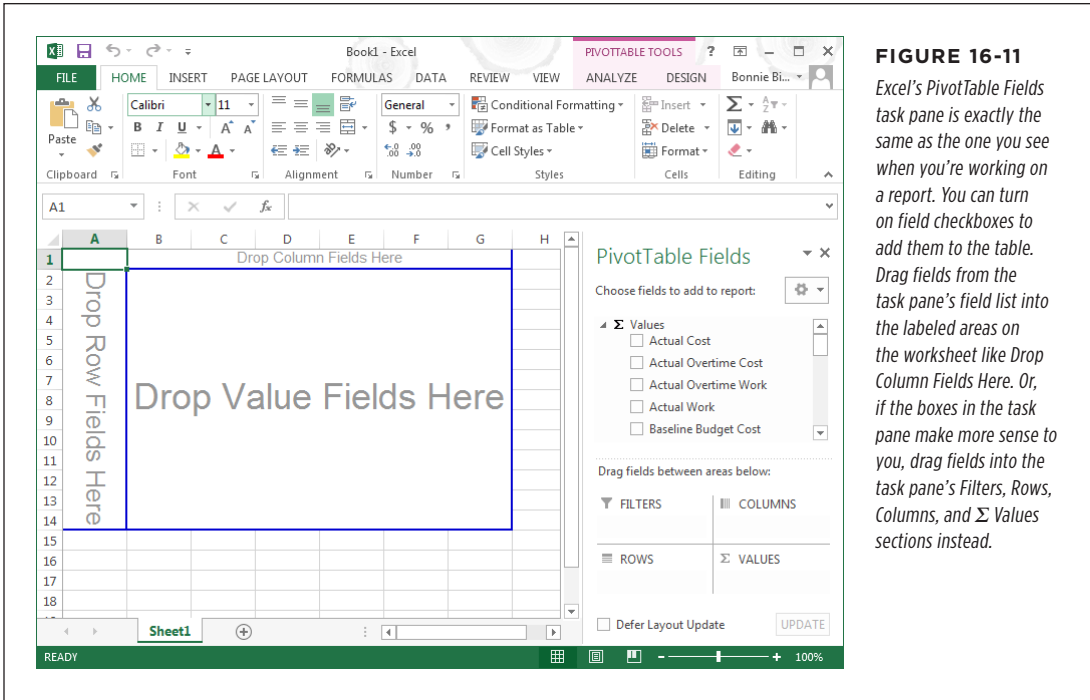 Book1 - Excel
PIVOTTABLE TOOLS
?
FILE HOME INSERT PAGE LAYOUT FORMULAS DATA REVIEW VIEW ANALYZE DESIGN Bonnie Bi...
Paste
Calibri 11
B I U A A
A
General
$ % ,
.00 .0 .00
Conditional Formatting
Format as Table
Cell Styles
Insert
Delete
Format
Σ A Z
Clipboard Font Alignment Number Styles Cells Editing
A1 fx
A B C D E F G H
1
2
3
4
5
6
7
8
9
10
11
12
13
14
15
16
17
18
Drop Column Fields Here
Drop Row Fields Here
Drop Value Fields Here
PivotTable Fields
Choose fields to add to report:
Σ Values
Actual Cost
Actual Overtime Cost
Actual Overtime Work
Actual Work
Baseline Budget Cost
Drag fields between areas below:
FILTERS COLUMNS
ROWS Σ VALUES
Defer Layout Update UPDATE
Sheet1
READY
100%
FIGURE 16-11
Excel’s PivotTable Fields
task pane is exactly the
same as the one you see
when you’re working on
a report. You can turn
on field checkboxes to
add them to the table.
Drag fields from the
task pane’s field list into
the labeled areas on
the worksheet like Drop
Column Fields Here. Or,
if the boxes in the task
pane make more sense to
you, drag fields into the
task pane’s Filters, Rows,
Columns, and Σ Values
sections instead.